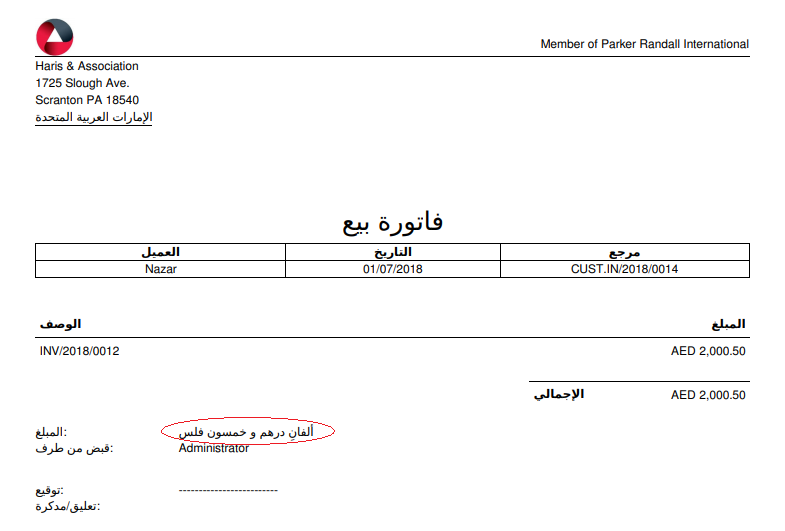 Member of Parker Randall International
Haris & Association
1725 Slough Ave.
Scranton PA 18540
الإمارات العربية المتحدة
فاتورة بيع
العميل التاريخ مرجع
Nazar 01/07/2018 CUST.IN/2018/0014
الوصف المبلغ
INV/2018/0012 AED 2,000.50
الإجمالي AED 2,000.50
المبلغ: ألفانِ درهم و خمسون فلس
قبض من طرف: Administrator
توقيع: -------------------------
تعليق/مذكرة: